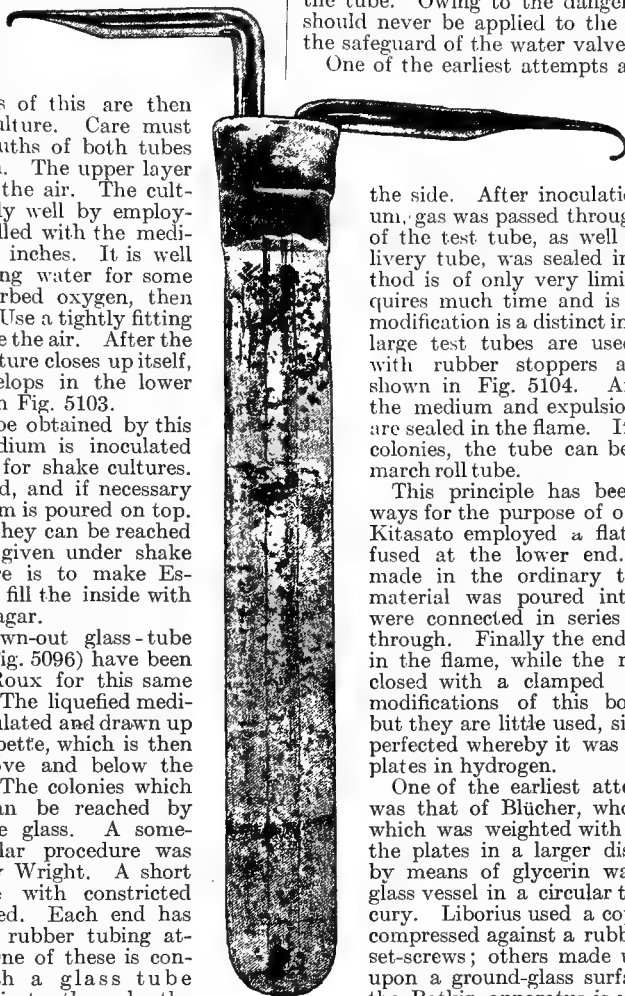 s of this are then
ulture. Care must
uths of both tubes
The upper layer
the air. The cult-
ly well by employ-
lled with the medi-
inches. It is well
ng water for some
rbed oxygen, then
Use a tightly fitting
e the air. After the
ture closes up itself,
elops in the lower
n Fig. 5103.
be obtained by this
dium is inoculated
for shake cultures.
d, and if necessary
m is poured on top.
hey can be reached
given under shake
re is to make Es-
fill the inside with
agar.
wn-out glass-tube
ig. 5096) have been
Roux for this same
The liquefied medi-
ulated and drawn up
pette, which is then
ve and below the
The colonies which
an be reached by
e glass. A some-
lar procedure was
y Wright. A short
e with constricted
ed. Each end has
rubber tubing at-
ne of these is con-
h a glass tube
the tube. Owing to the danger
should never be applied to the
the safeguard of the water valve
One of the earliest attempts a
the side. After inoculatio
um, gas was passed throug
of the test tube, as well
livery tube, was sealed in
thod is of only very limi
quires much time and is
modification is a distinct in
large test tubes are used
with rubber stoppers a
shown in Fig. 5104. A
the medium and expulsio
are sealed in the flame. I
colonies, the tube can be
march roll tube.
This principle has bee
ways for the purpose of o
Kitasato employed a flat
fused at the lower end.
made in the ordinary t
material was poured int
were connected in series
through. Finally the end
in the flame, while the r
closed with a clamped
modifications of this bo
but they are little used, si
perfected whereby it was
plates in hydrogen.
One of the earliest atte
was that of Blücher, who
which was weighted with
the plates in a larger dis
by means of glycerin wa
glass vessel in a circular t
cury. Liborius used a co
compressed against a rubb
set-screws; others made u
upon a ground-glass surfa